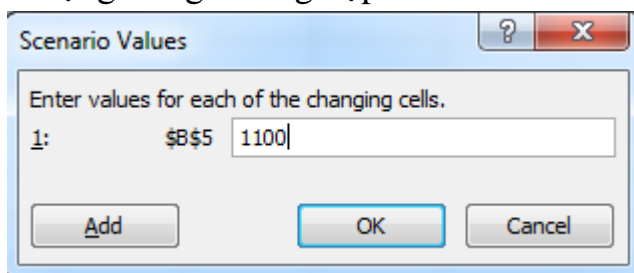 Scenario Values
Enter values for each of the changing cells.
1: $B$5 1100
Add OK Cancel